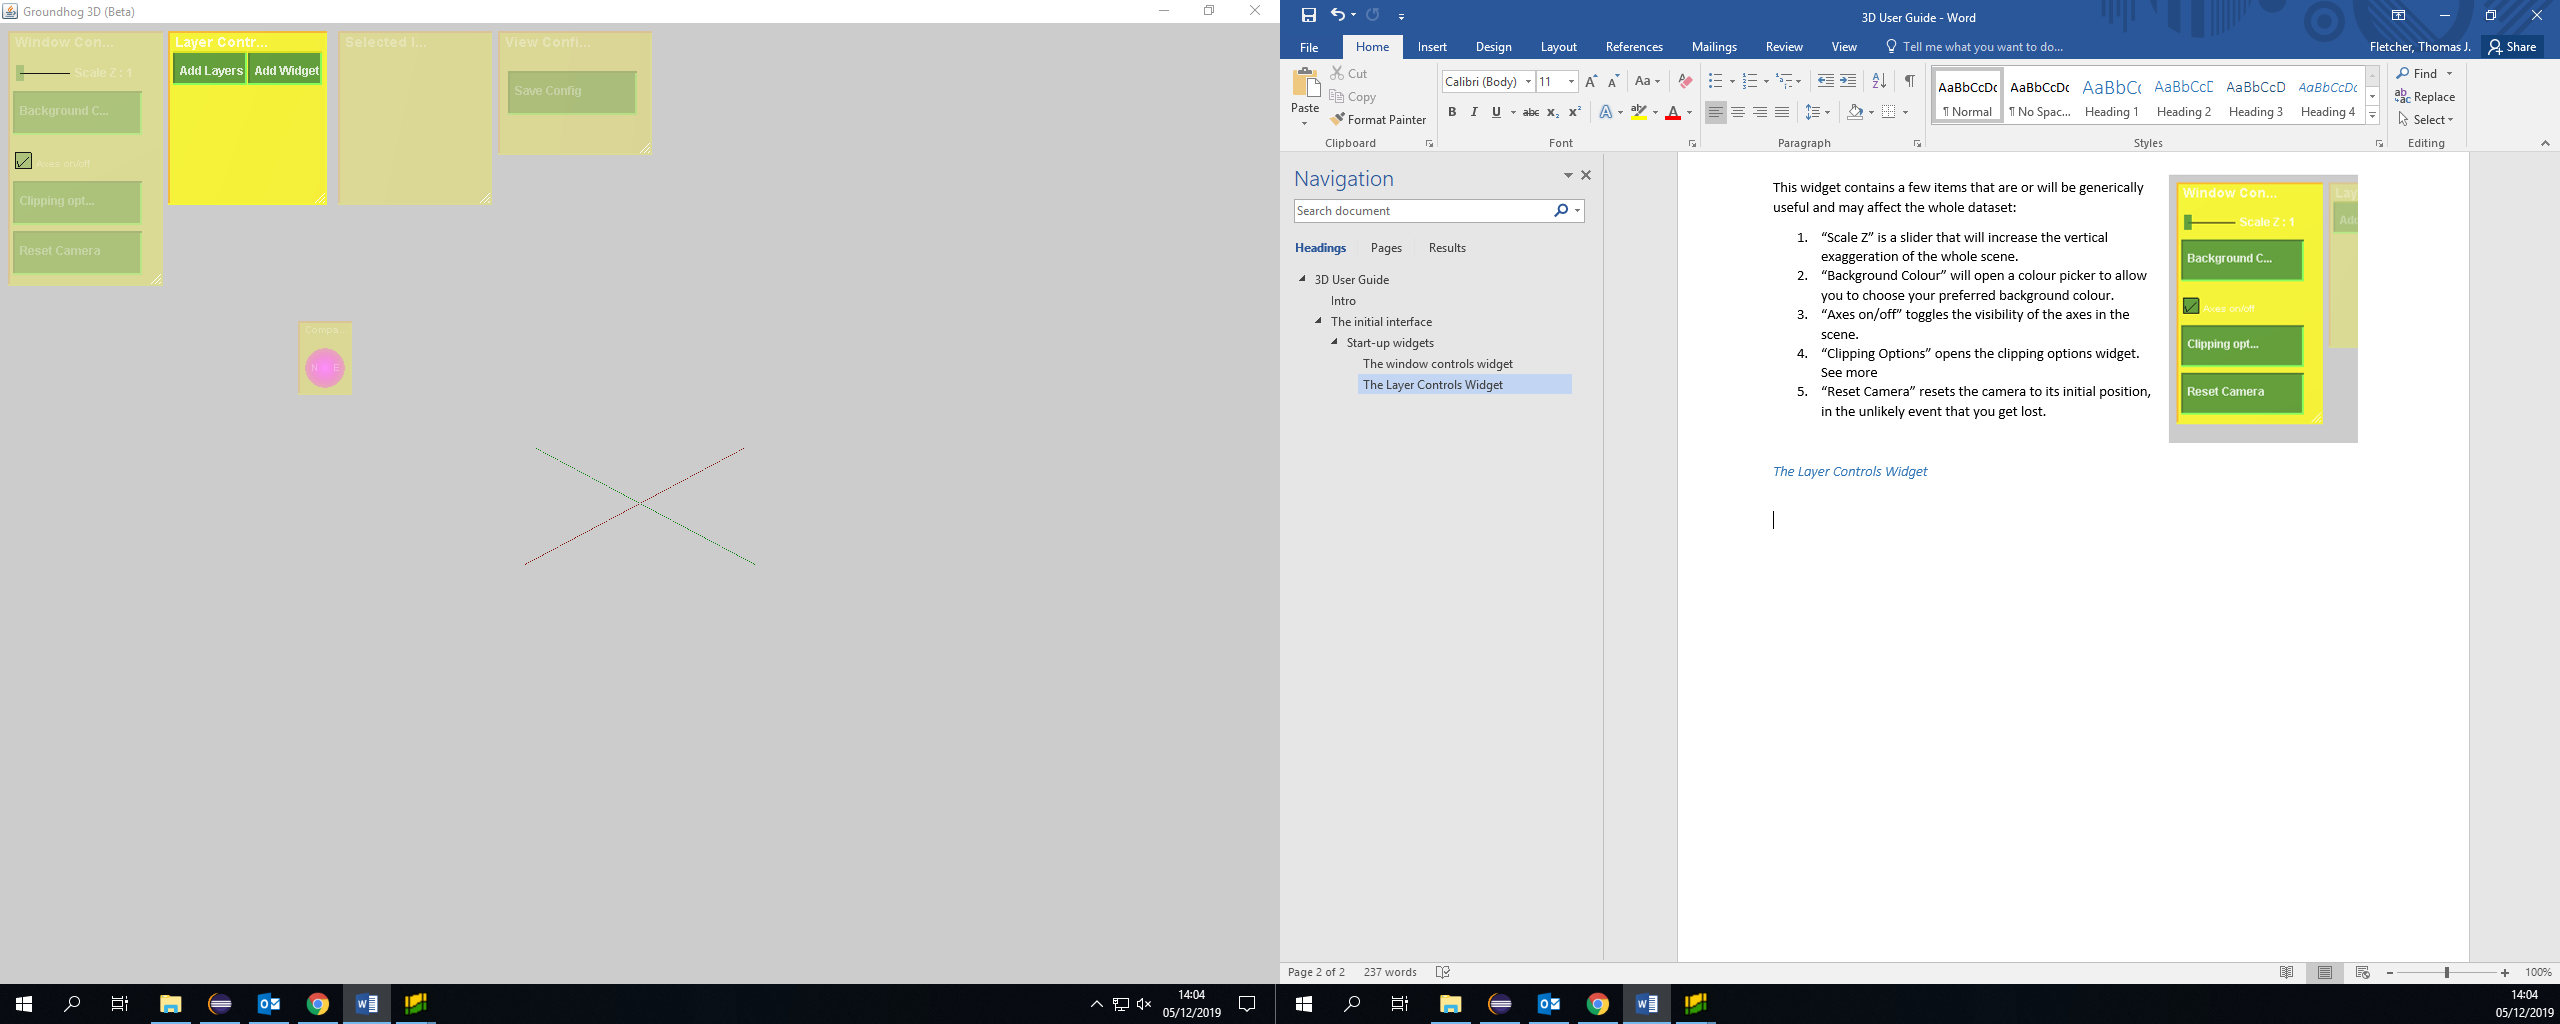 Groundhog 3D (Beta)
Window Con...
Scale Z : 1
Background C...
Axes on/off
Clipping opt...
Reset Camera
Layer Contr...
Add Layers Add Widget
Selected I...
View Confi...
Save Config
Compa...
N E
14:04
05/12/2019
3D User Guide - Word
File Home Insert Design Layout References Mailings Review View Tell me what you want to do... Fletcher, Thomas J. Share
Paste
Cut
Copy
Format Painter
Clipboard
Calibri (Body) 11
Font
Paragraph
AaBbCcDc AaBbCcDc AaBbC( AaBbCcE AaBbCcD AaBbCcDc
¶ Normal ¶ No Spac... Heading 1 Heading 2 Heading 3 Heading 4
Styles
Find
Replace
Select
Editing
Navigation
Search document
Headings Pages Results
3D User Guide
Intro
The initial interface
Start-up widgets
The window controls widget
The Layer Controls Widget
This widget contains a few items that are or will be generically
useful and may affect the whole dataset:
1. “Scale Z” is a slider that will increase the vertical
exaggeration of the whole scene.
2. “Background Colour” will open a colour picker to allow
you to choose your preferred background colour.
3. “Axes on/off” toggles the visibility of the axes in the
scene.
4. “Clipping Options” opens the clipping options widget.
See more
5. “Reset Camera” resets the camera to its initial position,
in the unlikely event that you get lost.
Window Con...
Scale Z : 1
Background C...
Axes on/off
Clipping opt...
Reset Camera
Lay
Add
The Layer Controls Widget
Page 2 of 2 237 words
100%
14:04
05/12/2019